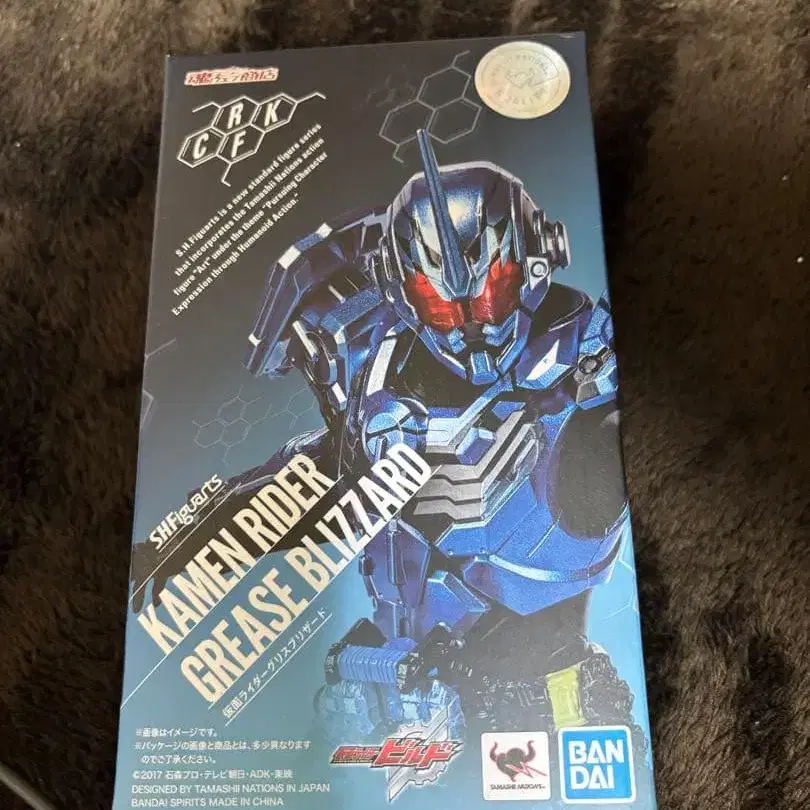 魂ウェブ商店
CRKF
S.H.Figuarts is a new standard figure series
that incorporates the Tamashii Nations action
figure "Art" under the theme "Pursuing Character
Expression through Humanoid Action."
S.H.Figuarts
KAMEN RIDER
GREASE BLIZZARD
仮面ライダーグリスブリザード
※画像はイメージです。
※パッケージの画像と商品とは、多少異なります
のでご了承ください。
©2017 石森プロ・テレビ朝日・ADK・東映
DESIGNED BY TAMASHII NATIONS IN JAPAN
BANDAI SPIRITS MADE IN CHINA
仮面ライダービルド
TAMASHII NATIONS
BAN
DAI